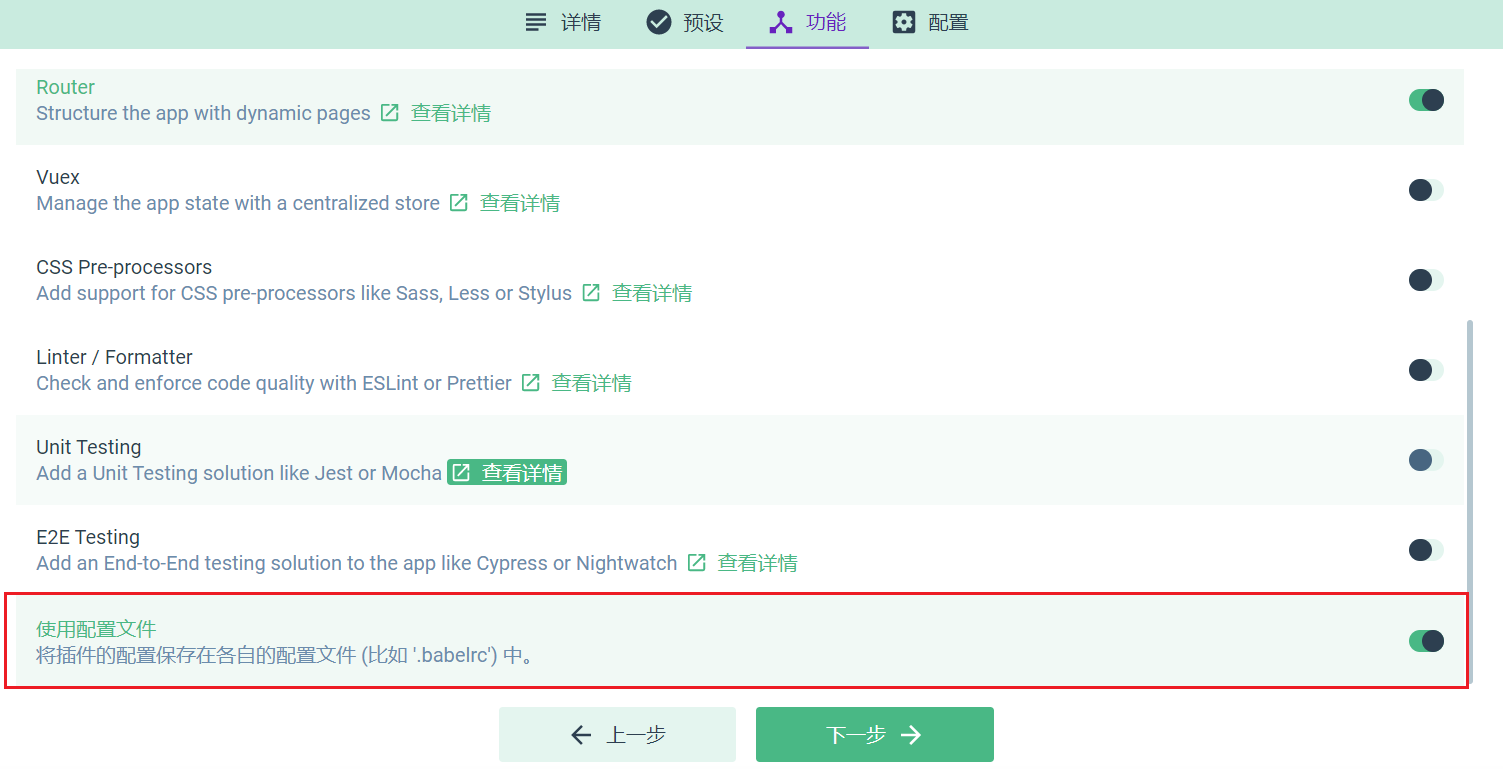 详情 预设 功能 配置
Router
Structure the app with dynamic pages 查看详情
Vuex
Manage the app state with a centralized store 查看详情
CSS Pre-processors
Add support for CSS pre-processors like Sass, Less or Stylus 查看详情
Linter / Formatter
Check and enforce code quality with ESLint or Prettier 查看详情
Unit Testing
Add a Unit Testing solution like Jest or Mocha 查看详情
E2E Testing
Add an End-to-End testing solution to the app like Cypress or Nightwatch 查看详情
使用配置文件
将插件的配置保存在各自的配置文件 (比如 '.babelrc') 中。
上一步 下一步